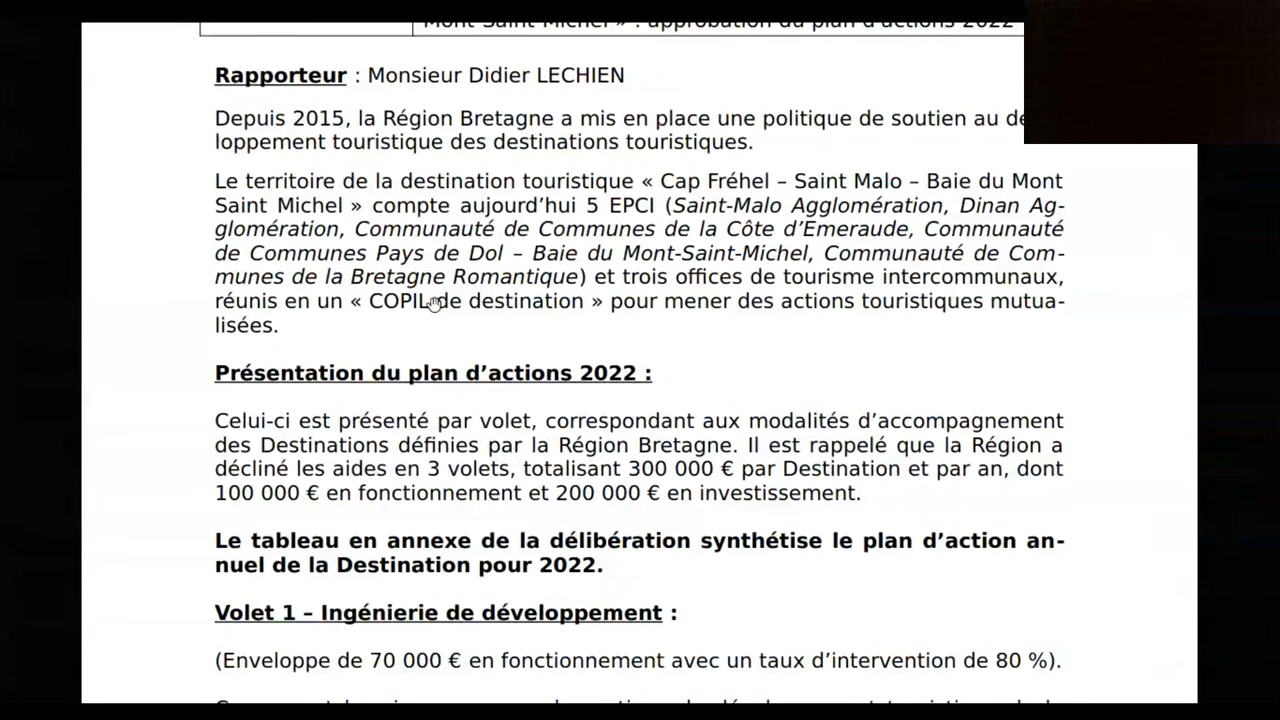 Mont Saint Michel » : approbation du plan d'actions 2022
Rapporteur : Monsieur Didier LECHIEN
Depuis 2015, la Région Bretagne a mis en place une politique de soutien au
loppement touristique des destinations touristiques.
Le territoire de la destination touristique « Cap Fréhel – Saint Malo – Baie du Mont
Saint Michel » compte aujourd’hui 5 EPCI (Saint-Malo Agglomération, Dinan Ag-
glomération, Communauté de Communes de la Côte d’Emeraude, Communauté
de Communes Pays de Dol – Baie du Mont-Saint-Michel, Communauté de Com-
munes de la Bretagne Romantique) et trois offices de tourisme intercommunaux,
réunis en un « COPIL de destination » pour mener des actions touristiques mutua-
lisées.
Présentation du plan d’actions 2022 :
Celui-ci est présenté par volet, correspondant aux modalités d’accompagnement
des Destinations définies par la Région Bretagne. Il est rappelé que la Région a
décliné les aides en 3 volets, totalisant 300 000 € par Destination et par an, dont
100 000 € en fonctionnement et 200 000 € en investissement.
Le tableau en annexe de la délibération synthétise le plan d’action an-
nuel de la Destination pour 2022.
Volet 1 – Ingénierie de développement :
(Enveloppe de 70 000 € en fonctionnement avec un taux d’intervention de 80 %).